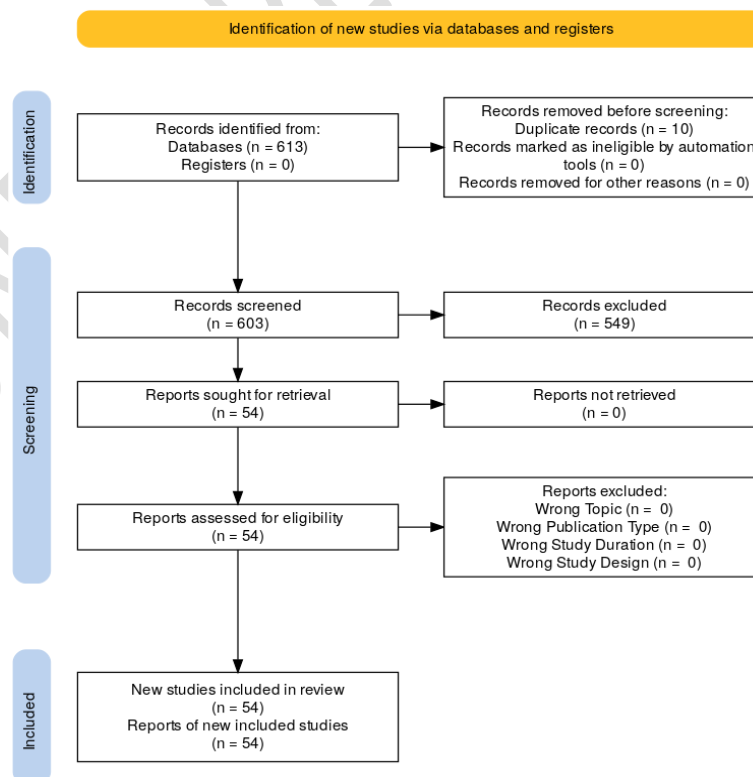 Identification of new studies via databases and registers
Identification
Records identified from:
Databases (n = 613)
Registers (n = 0)
Records removed before screening:
Duplicate records (n = 10)
Records marked as ineligible by automation
tools (n = 0)
Records removed for other reasons (n = 0)
Screening
Records screened
(n = 603)
Records excluded
(n = 549)
Reports sought for retrieval
(n = 54)
Reports not retrieved
(n = 0)
Reports assessed for eligibility
(n = 54)
Reports excluded:
Wrong Topic (n = 0)
Wrong Publication Type (n = 0)
Wrong Study Duration (n = 0)
Wrong Study Design (n = 0)
Included
New studies included in review
(n = 54)
Reports of new included studies
(n = 54)